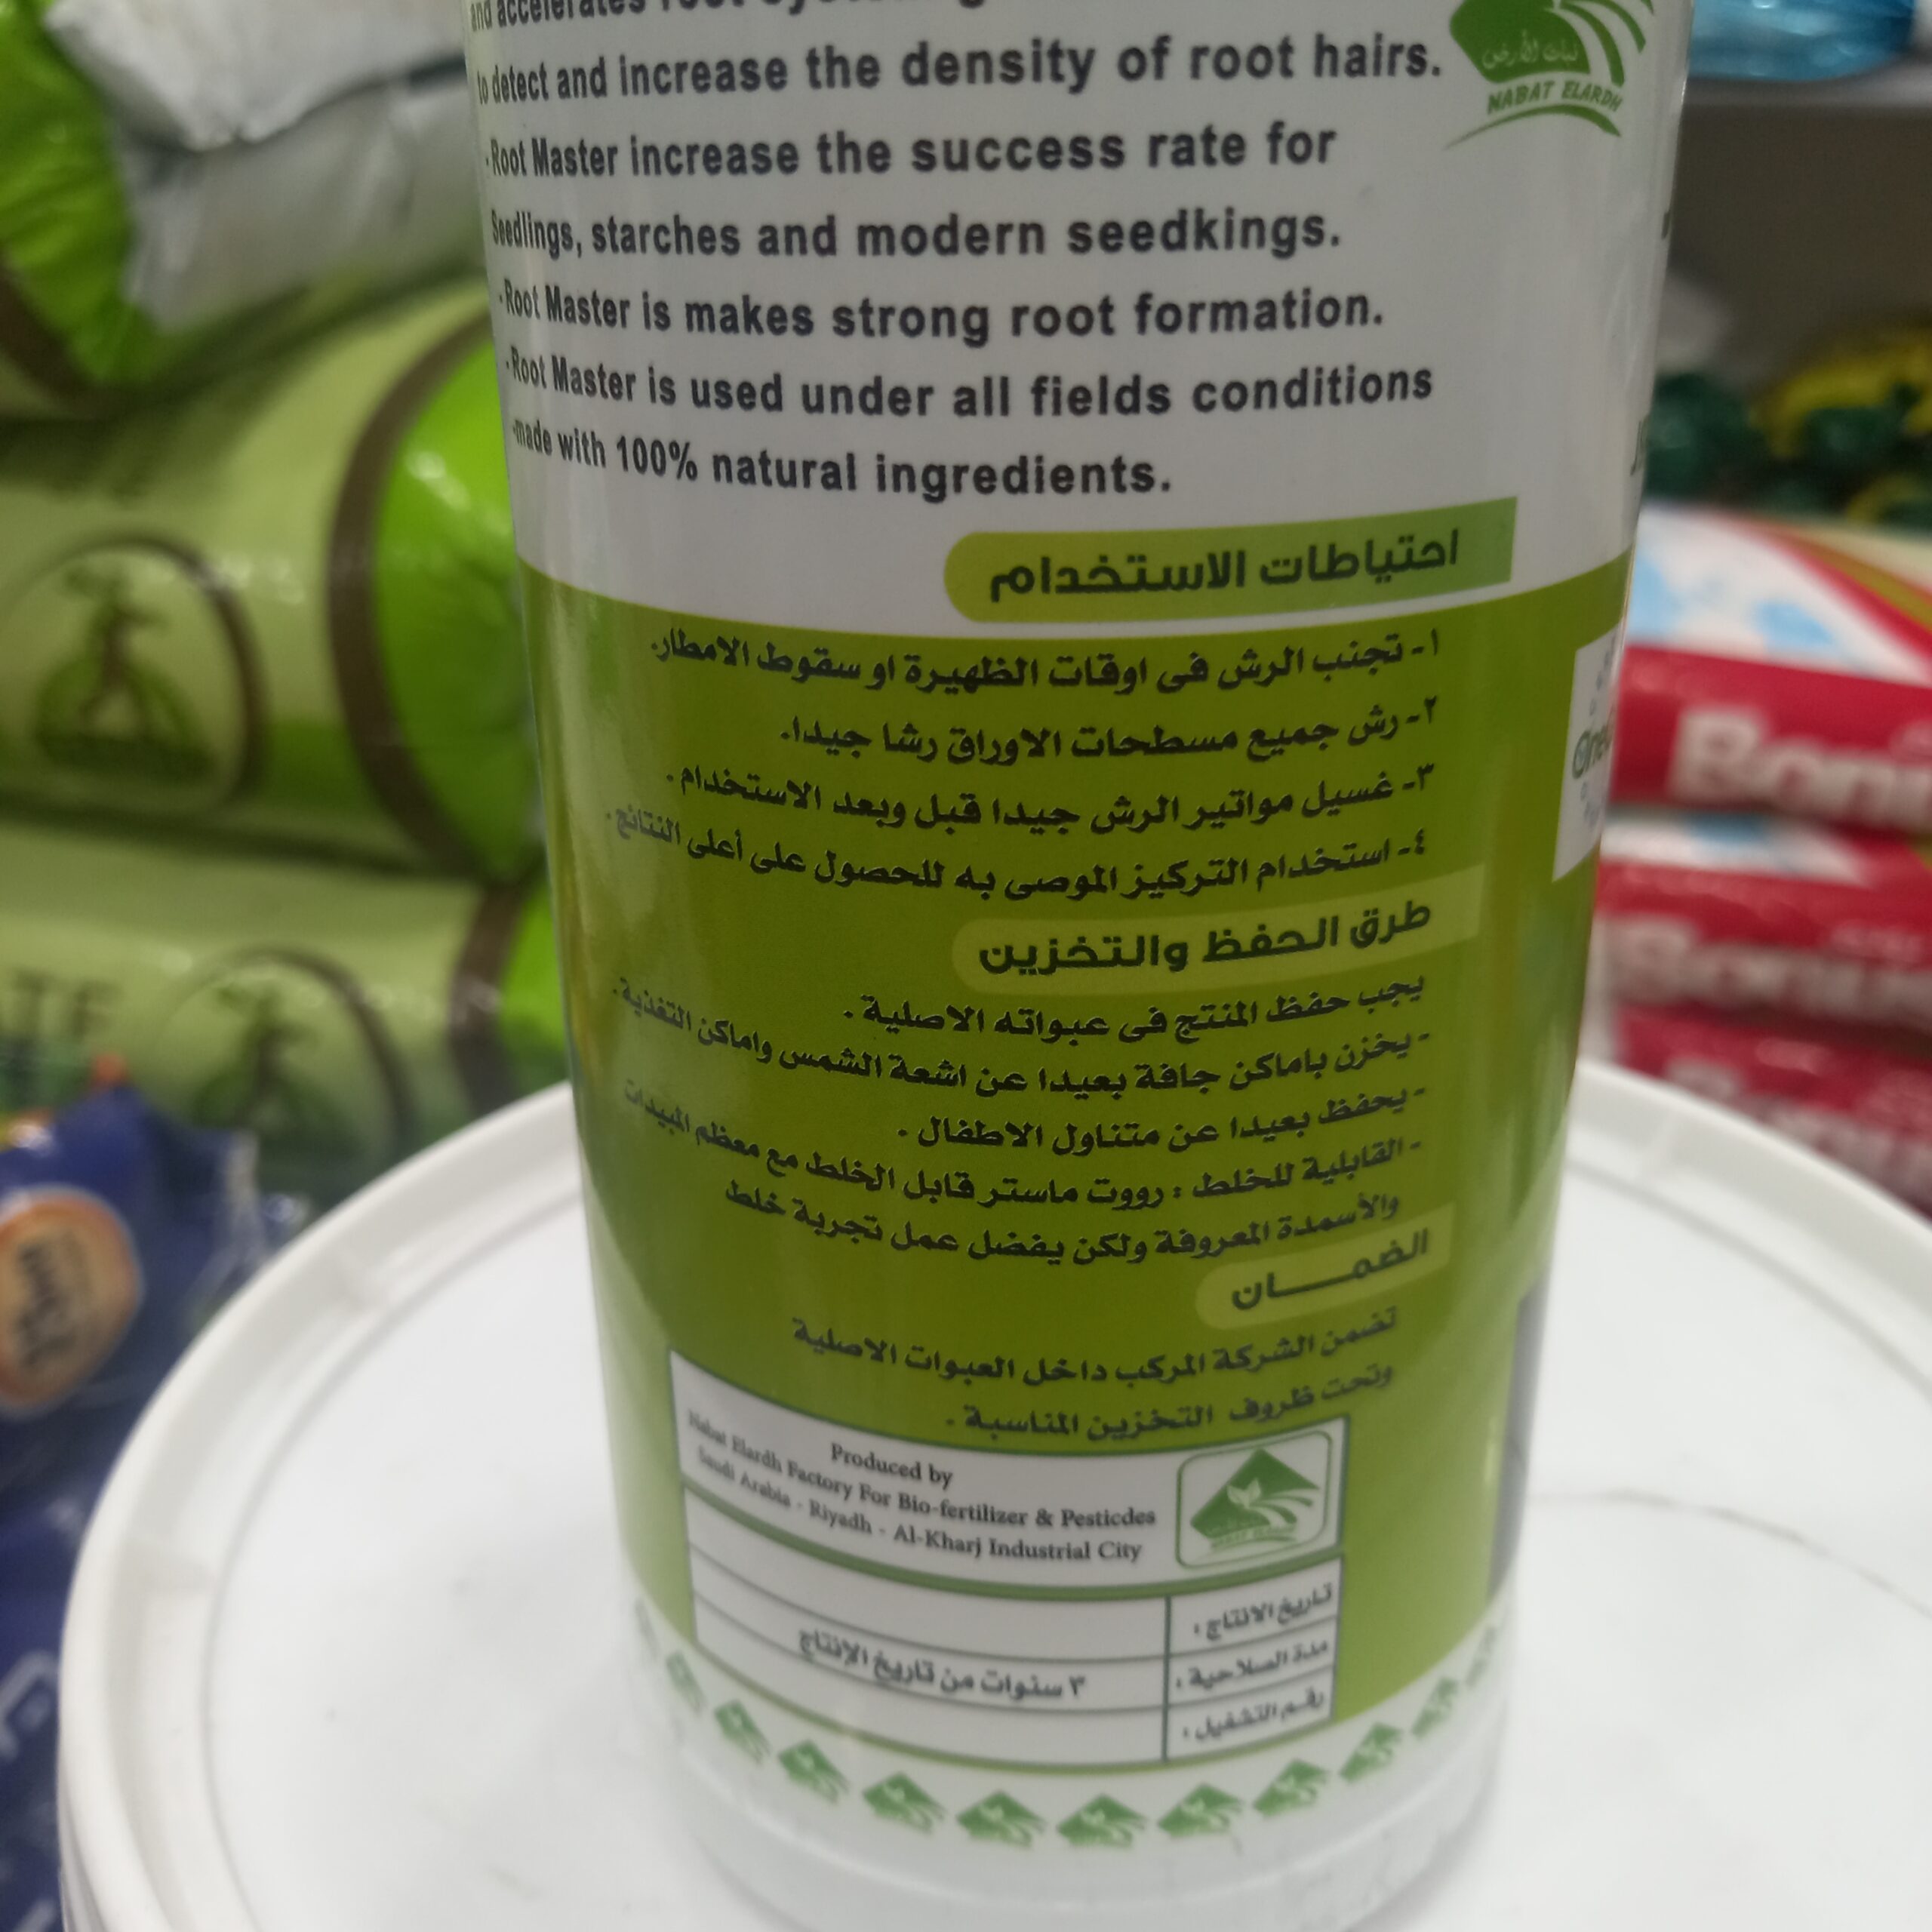 and accelerates root
to detect and increase the density of root hairs.
-Root Master increase the success rate for
Seedlings, starches and modern seedkings.
-Root Master is makes strong root formation.
-Root Master is used under all fields conditions
-made with 100% natural ingredients.
نبات الأرض
NABAT ELARDH
احتياطات الاستخدام
١- تجنب الرش فى اوقات الظهيرة او سقوط الامطار.
٢- رش جميع مسطحات الاوراق رشا جيدا.
٣- غسيل مواتير الرش جيدا قبل وبعد الاستخدام .
٤- استخدام التركيز الموصى به للحصول على أعلى النتائج .
طرق الحفظ والتخزين
يجب حفظ المنتج فى عبواته الاصلية .
- يخزن باماكن جافة بعيدا عن اشعة الشمس واماكن التغذية .
- يحفظ بعيدا عن متناول الاطفال .
- القابلية للخلط : رووت ماستر قابل الخلط مع معظم المبيدات
والأسمدة المعروفة ولكن يفضل عمل تجربة خلط
الضمـــــان
تضمن الشركة المركب داخل العبوات الاصلية
وتحت ظروف التخزين المناسبة .
Produced by
Nabat Elardh Factory For Bio-fertilizer & Pesticdes
Saudi Arabia - Riyadh - Al-Kharj Industrial City
تاريخ الانتاج :
مدة الصلاحية :
٣ سنوات من تاريخ الإنتاج
رقم التشغيل :
Bon
Bonus